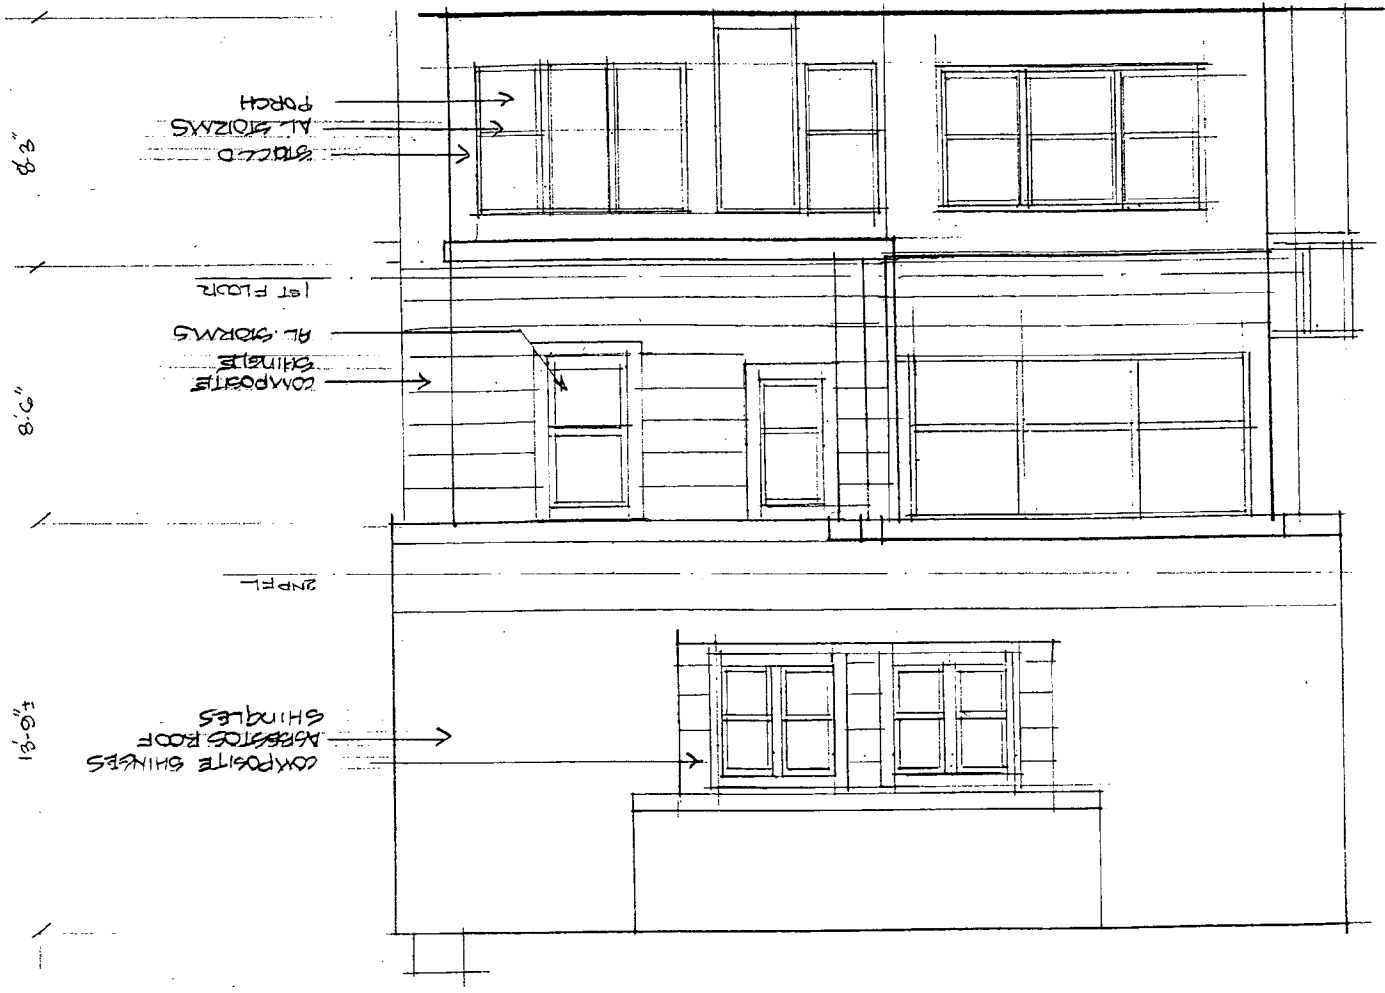 COMPOSITE SHINGES
ASBESTOS ROOF
SHINGLES
13'-9"±
2ND FL
COMPOSITE
SHINGLE
AL. STORMS
8'-6"
1ST FLOOR
STUCCO
AL STORMS
PORCH
8'-3"